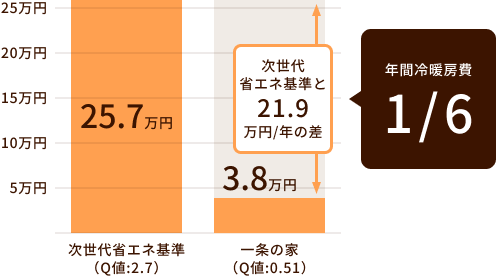 25万円
20万円
15万円
10万円
5万円
25.7万円
次世代
省エネ基準と
21.9
万円/年の差
3.8万円
年間冷暖房費
1/6
次世代省エネ基準
（Q値:2.7）
一条の家
（Q値:0.51）